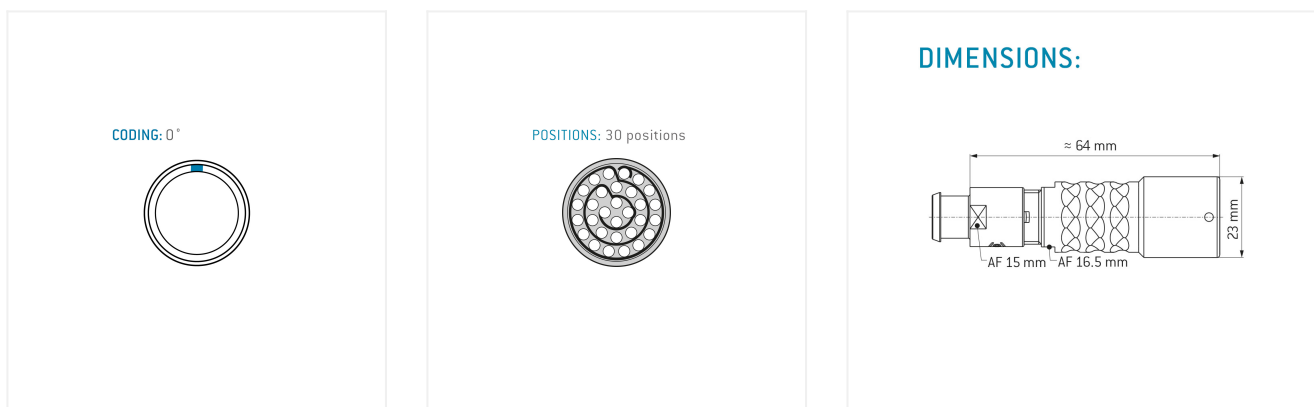 CODING: 0°
POSITIONS: 30 positions
DIMENSIONS:
≈ 64 mm
23 mm
AF 15 mm
AF 16.5 mm